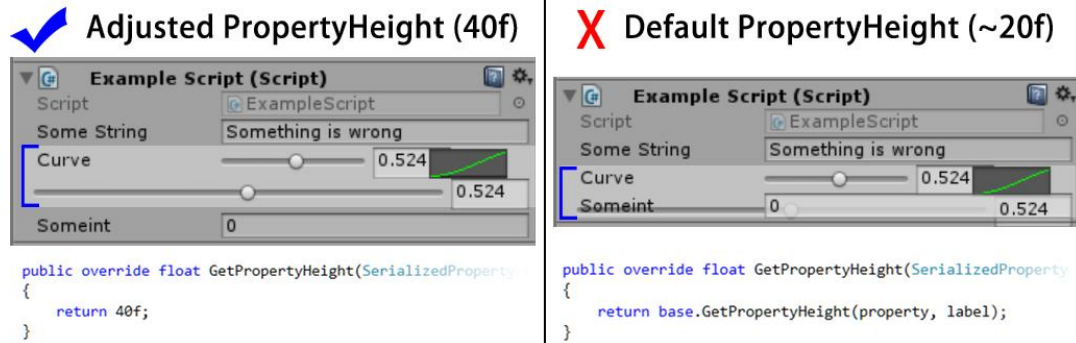 Adjusted PropertyHeight (40f)
Example Script (Script)
Script ExampleScript
Some String Something is wrong
Curve 0.524
0.524
Someint 0
public override float GetPropertyHeight(SerializedProperty
{
return 40f;
}
X Default PropertyHeight (~20f)
Example Script (Script)
Script ExampleScript
Some String Something is wrong
Curve 0.524
Someint 0 0.524
public override float GetPropertyHeight(SerializedProperty
{
return base.GetPropertyHeight(property, label);
}